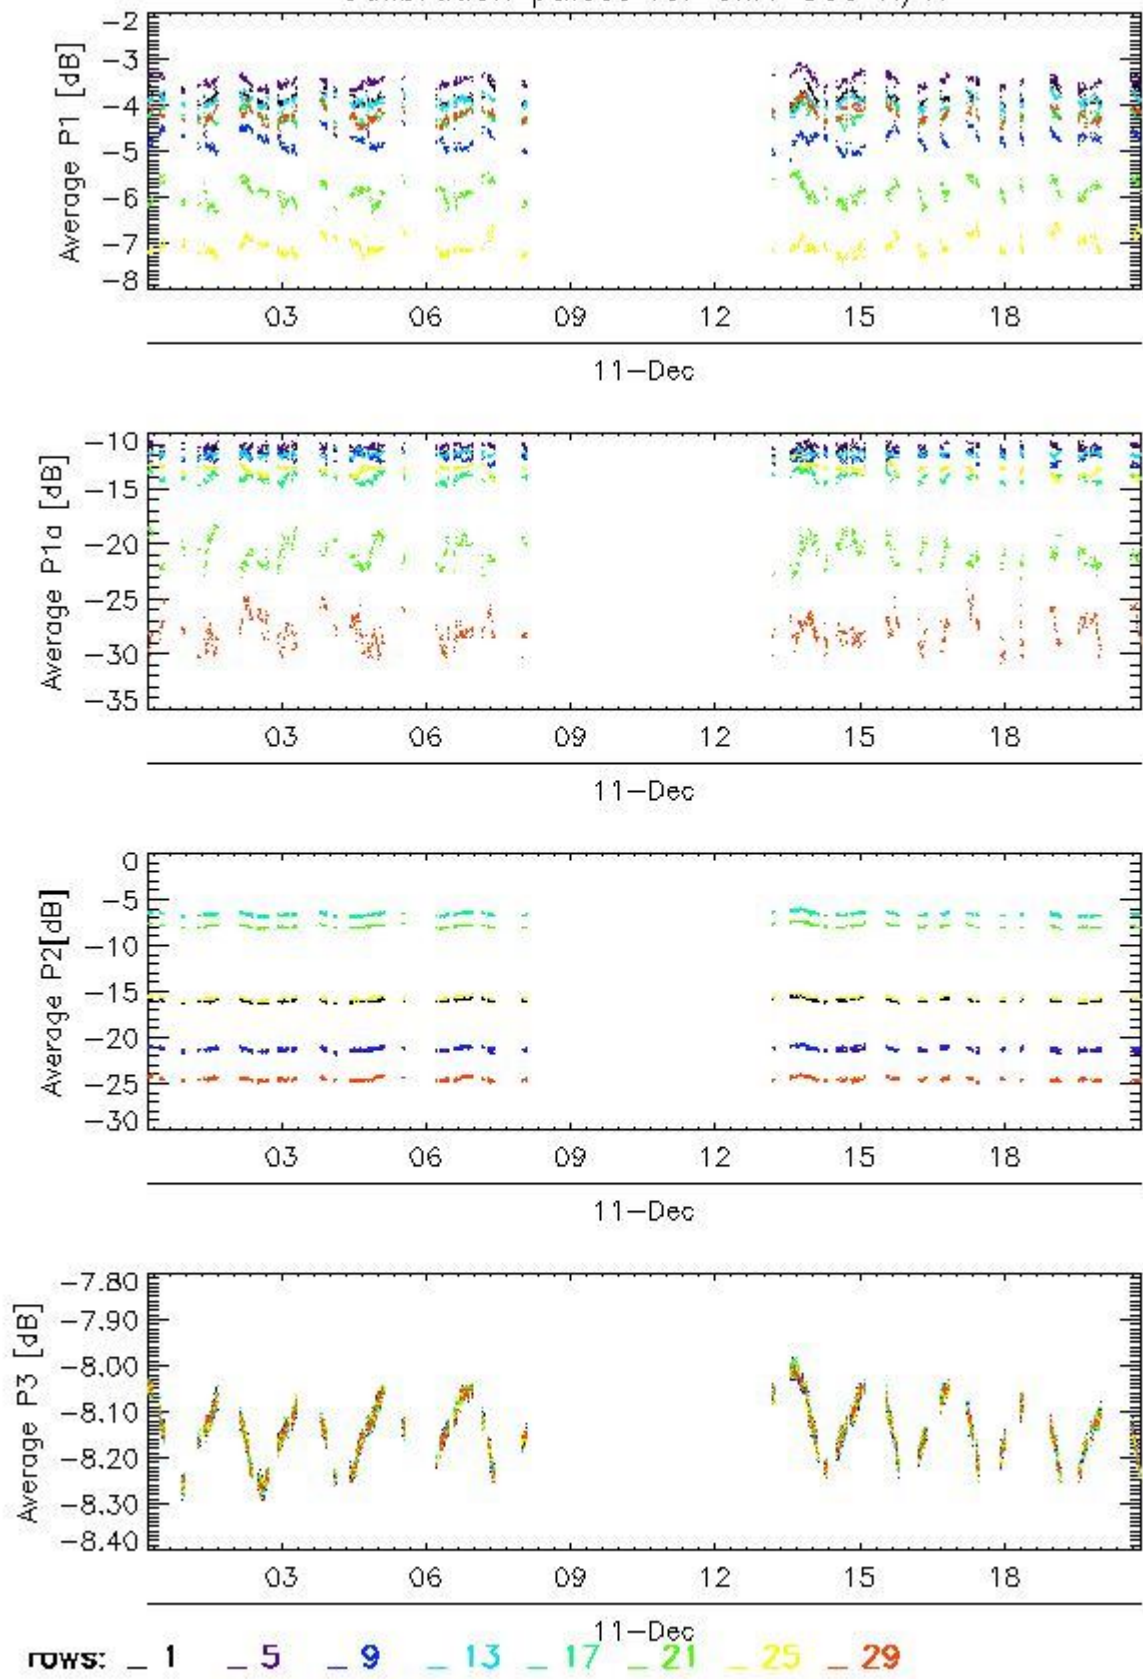 -2
-3
-4
-5
-6
-7
-8
Average P1 [dB]
03 06 09 12 15 18
11-Dec
-10
-15
-20
-25
-30
-35
Average P1a [dB]
03 06 09 12 15 18
11-Dec
0
-5
-10
-15
-20
-25
-30
Average P2[dB]
03 06 09 12 15 18
11-Dec
-7.80
-7.90
-8.00
-8.10
-8.20
-8.30
-8.40
Average P3 [dB]
03 06 09 12 15 18
11-Dec
rows: _ 1 _ 5 _ 9 _ 13 _ 17 _ 21 _ 25 _ 29